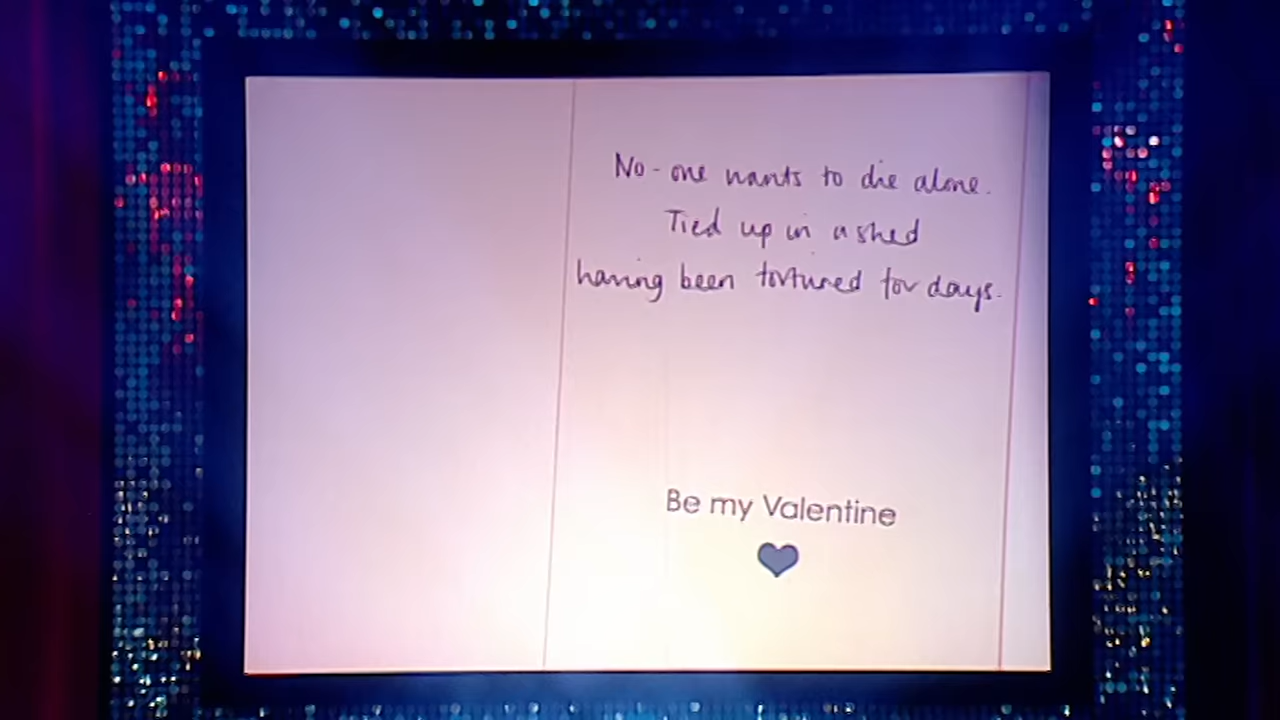 No-one wants to die alone.
Tied up in a shed
having been tortured for days.
Be my Valentine